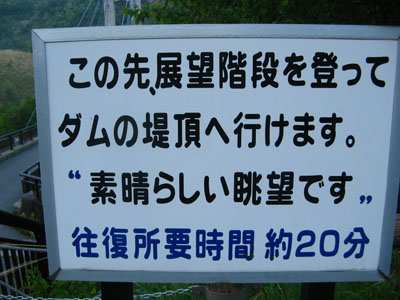 この先、展望階段を登って
ダムの堤頂へ行けます。
“素晴らしい眺望です„
往復所要時間 約20分